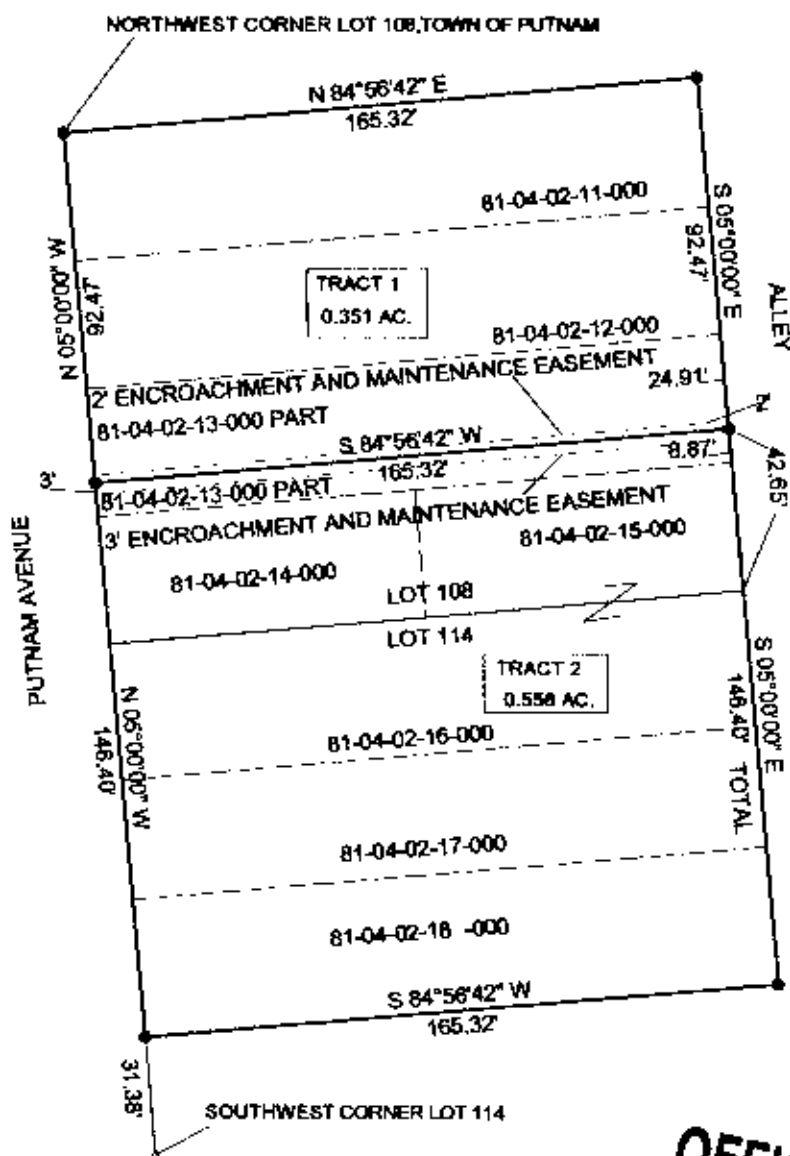 NORTHWEST CORNER LOT 108, TOWN OF PUTNAM
N 84°56'42" E
165.32'
81-04-02-11-000
N 05°00'00" W
92.47'
S 05°00'00" E
92.47'
ALLEY
TRACT 1
0.351 AC.
81-04-02-12-000
2' ENCROACHMENT AND MAINTENANCE EASEMENT
24.91'
81-04-02-13-000 PART
2'
S 84°56'42" W
165.32'
8.87'
42.65'
3'
81-04-02-13-000 PART
3' ENCROACHMENT AND MAINTENANCE EASEMENT
81-04-02-15-000
81-04-02-14-000
PUTNAM AVENUE
LOT 108
LOT 114
TRACT 2
0.556 AC.
N 05°00'00" W
146.40'
S 05°00'00" E
146.40' TOTAL
81-04-02-16-000
81-04-02-17-000
81-04-02-18 -000
S 84°56'42" W
165.32'
31.38'
SOUTHWEST CORNER LOT 114